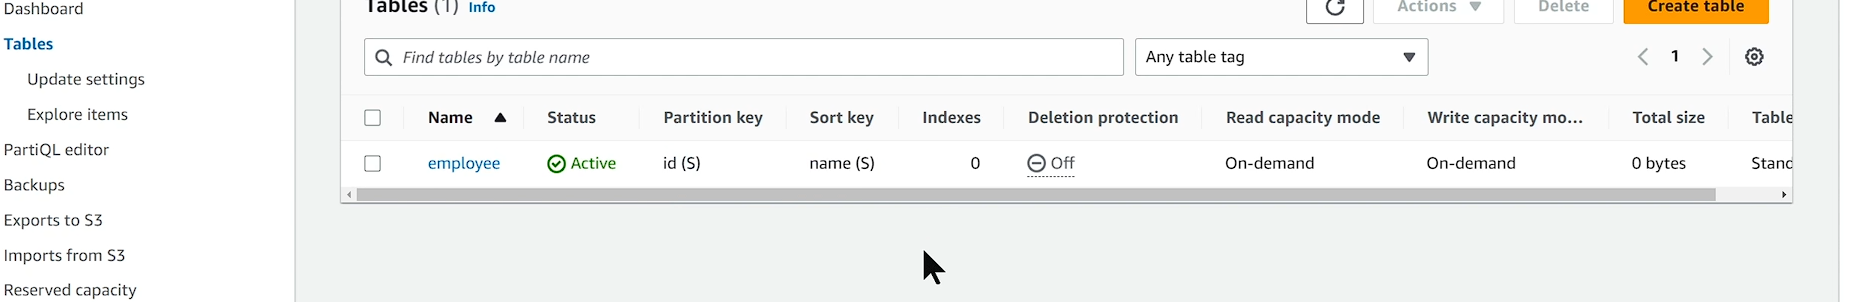 Dashboard
Tables
Update settings
Explore items
PartiQL editor
Backups
Exports to S3
Imports from S3
Reserved capacity
Tables (1) Info
Actions
Delete
Create table
Find tables by table name
Any table tag
1
Name Status Partition key Sort key Indexes Deletion protection Read capacity mode Write capacity mo... Total size Table
employee Active id (S) name (S) 0 Off On-demand On-demand 0 bytes Stand